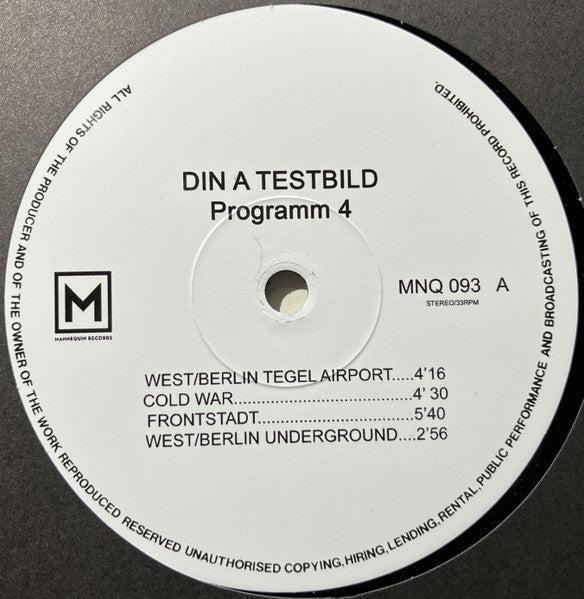 DIN A TESTBILD
Programm 4
M
MANNEQUIN RECORDS
MNQ 093 A
STEREO/33RPM
WEST/BERLIN TEGEL AIRPORT.....4'16
COLD WAR..................................4' 30
FRONTSTADT..................................5'40
WEST/BERLIN UNDERGROUND....2'56
ALL RIGHTS OF THE PRODUCER AND OF THE OWNER OF THE WORK REPRODUCED RESERVED UNAUTHORISED COPYING, HIRING, LENDING, RENTAL, PUBLIC PERFORMANCE AND BROADCASTING OF THIS RECORD PROHIBITED.